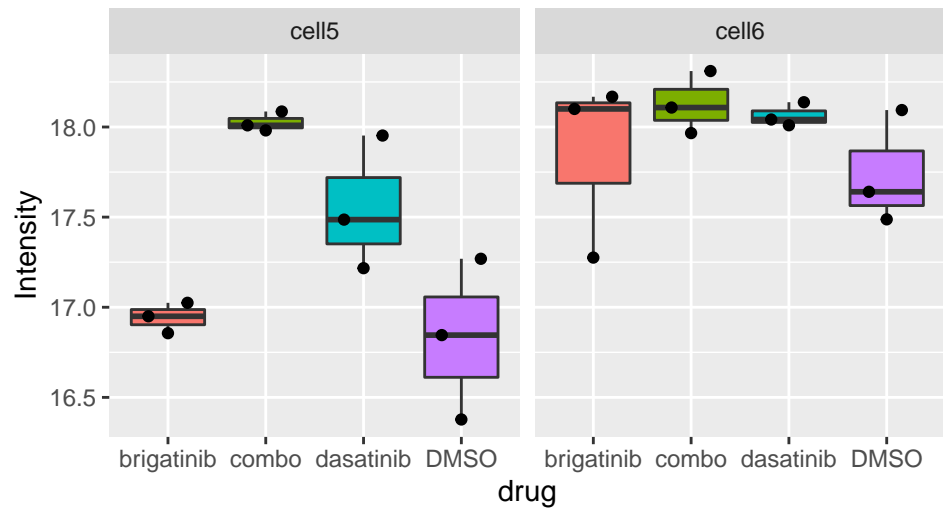 cell5 cell6
18.0
17.5
17.0
16.5
Intensity
brigatinib combo dasatinib DMSO brigatinib combo dasatinib DMSO
drug